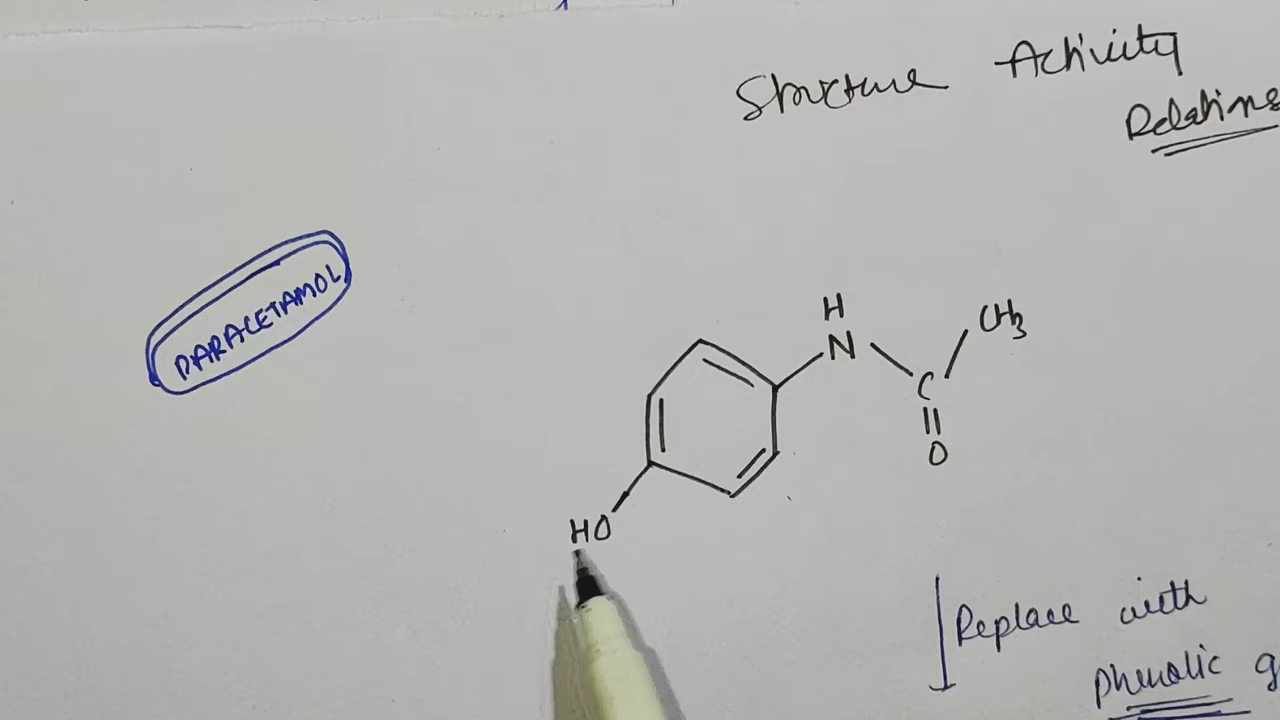 Structure Activity
Relations
PARACETAMOL
H
N
CH3
C
O
HO
Replace with
phenolic g